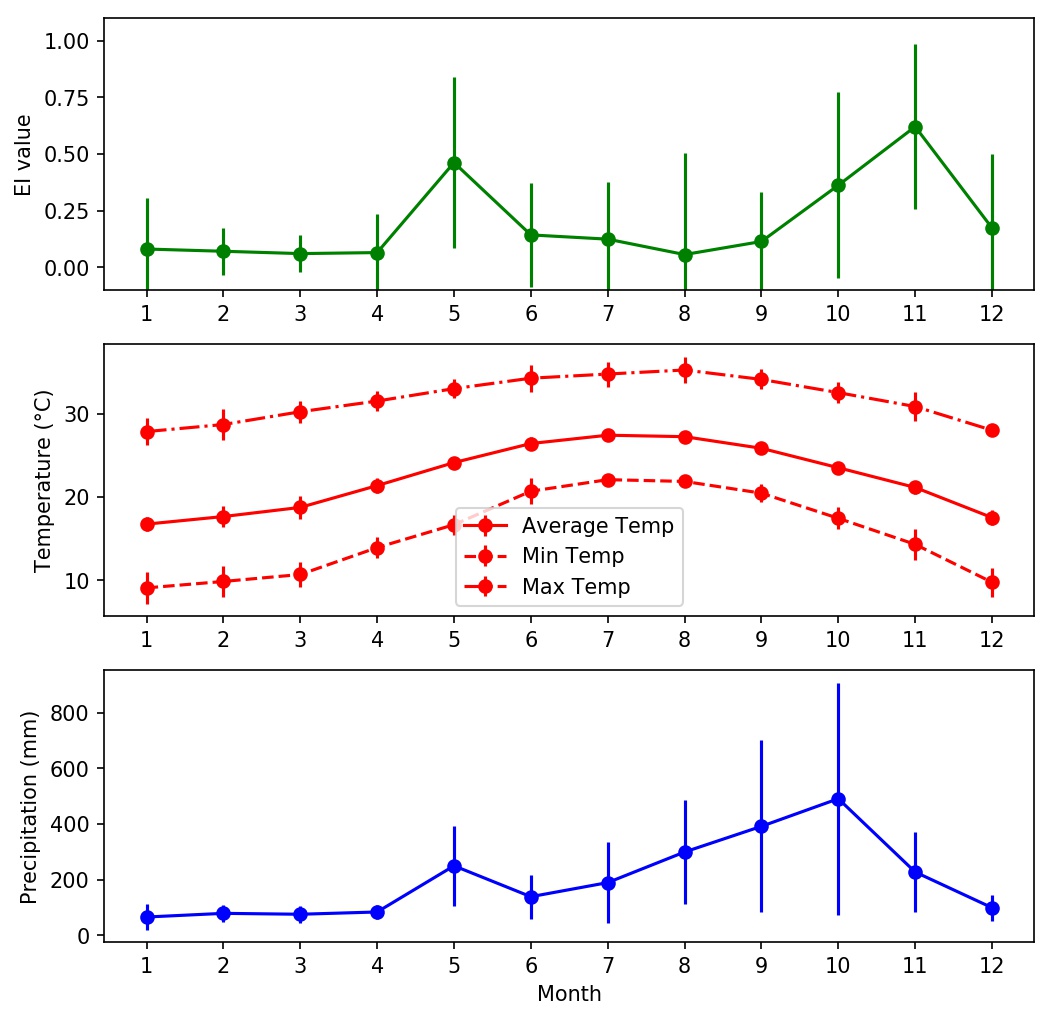 EI value
1.00
0.75
0.50
0.25
0.00
1 2 3 4 5 6 7 8 9 10 11 12
Temperature (°C)
30
20
10
Average Temp
Min Temp
Max Temp
1 2 3 4 5 6 7 8 9 10 11 12
Precipitation (mm)
800
600
400
200
0
1 2 3 4 5 6 7 8 9 10 11 12
Month